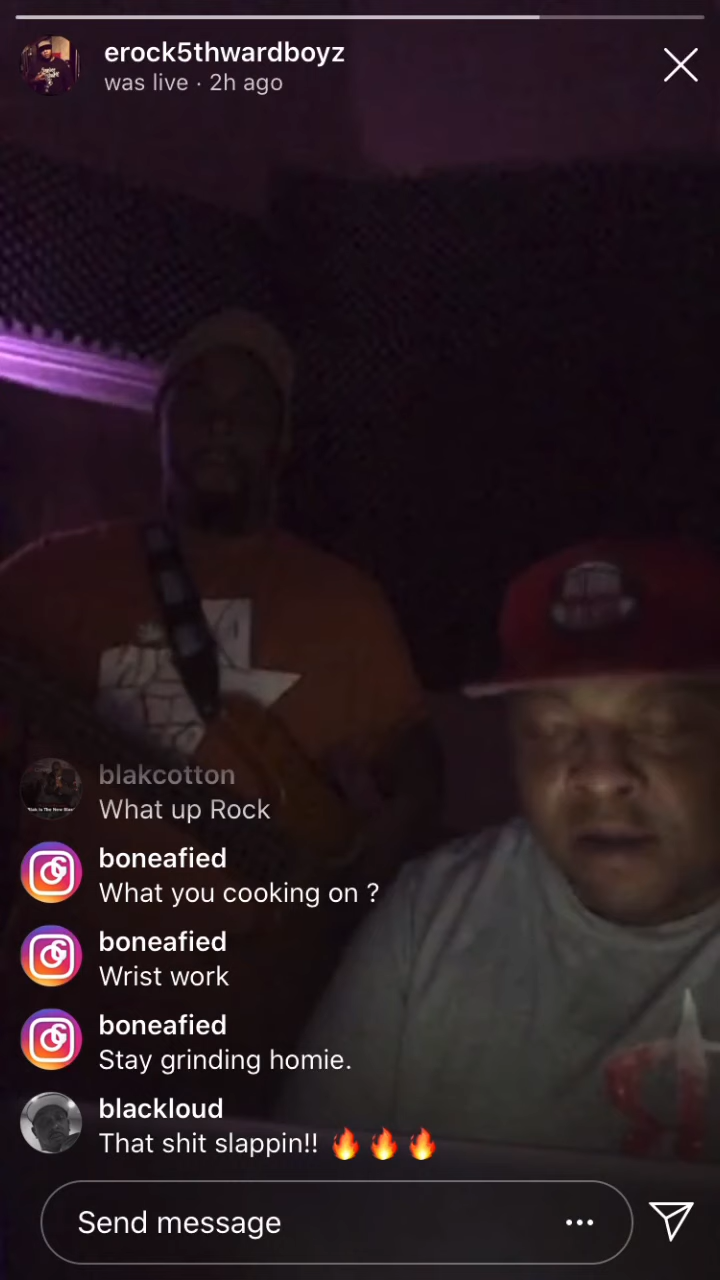 erock5thwardboyz
was live · 2h ago
blakcotton
What up Rock
boneafied
What you cooking on ?
boneafied
Wrist work
boneafied
Stay grinding homie.
blackloud
That shit slappin!! 🔥🔥🔥
Send message